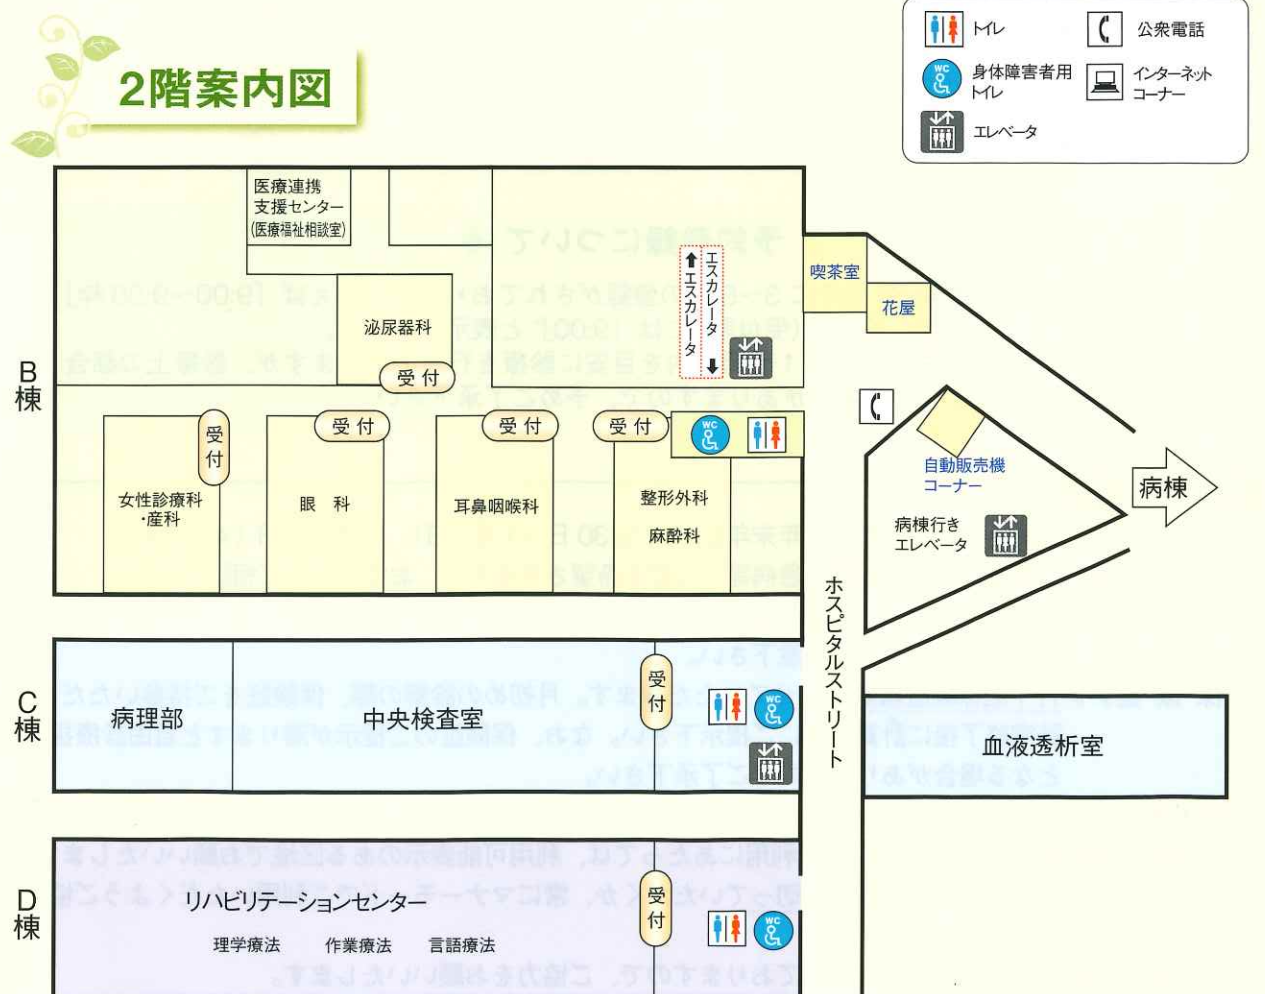 2階案内図
トイレ
公衆電話
WC
身体障害者用
トイレ
インターネット
コーナー
エレベータ
医療連携
支援センター
(医療福祉相談室)
泌尿器科
受付
エスカレータ
エスカレータ
喫茶室
花屋
B棟
受付
女性診療科
・産科
受付
眼 科
受付
耳鼻咽喉科
受付
整形外科
麻酔科
WC
自動販売機
コーナー
病棟行き
エレベータ
病棟
ホスピタルストリート
C棟
病理部
中央検査室
受付
WC
血液透析室
D棟
リハビリテーションセンター
理学療法 作業療法 言語療法
受付
WC